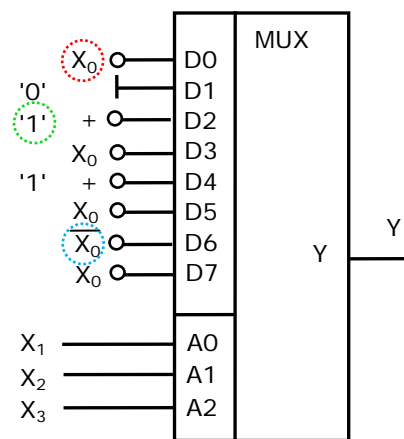 MUX
X₀ D0
'0' D1
'1' + D2
X₀ D3
'1' + D4
X₀ D5
X̅₀ D6
X₀ D7
Y Y
X₁ A0
X₂ A1
X₃ A2